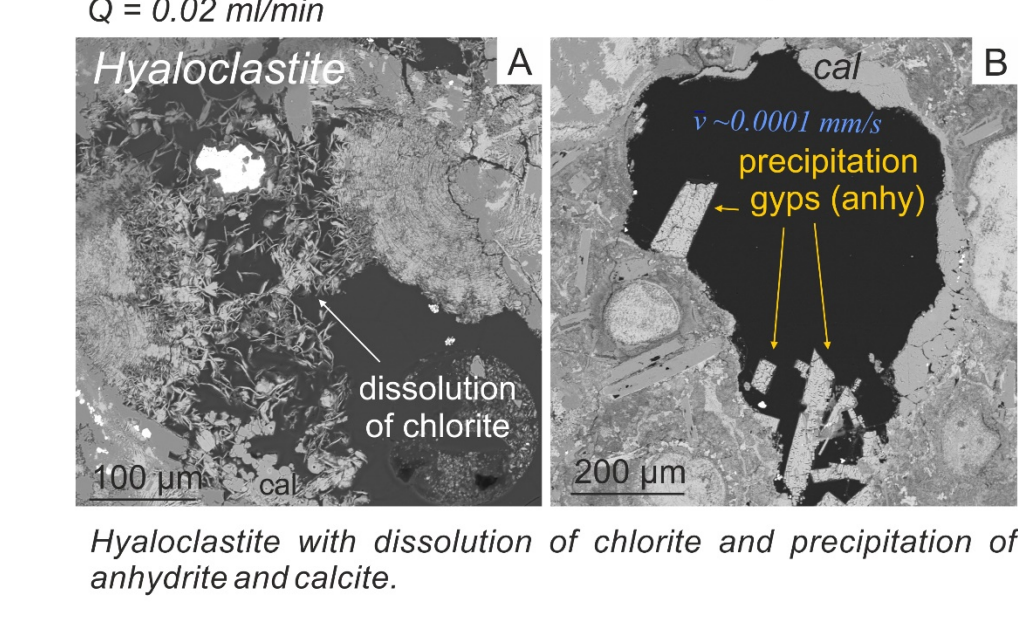 Q = 0.02 ml/min
Hyaloclastite
A
dissolution
of chlorite
100 µm
cal
B
cal
v ~0.0001 mm/s
precipitation
gyps (anhy)
200 µm
Hyaloclastite with dissolution of chlorite and precipitation of
anhydrite and calcite.